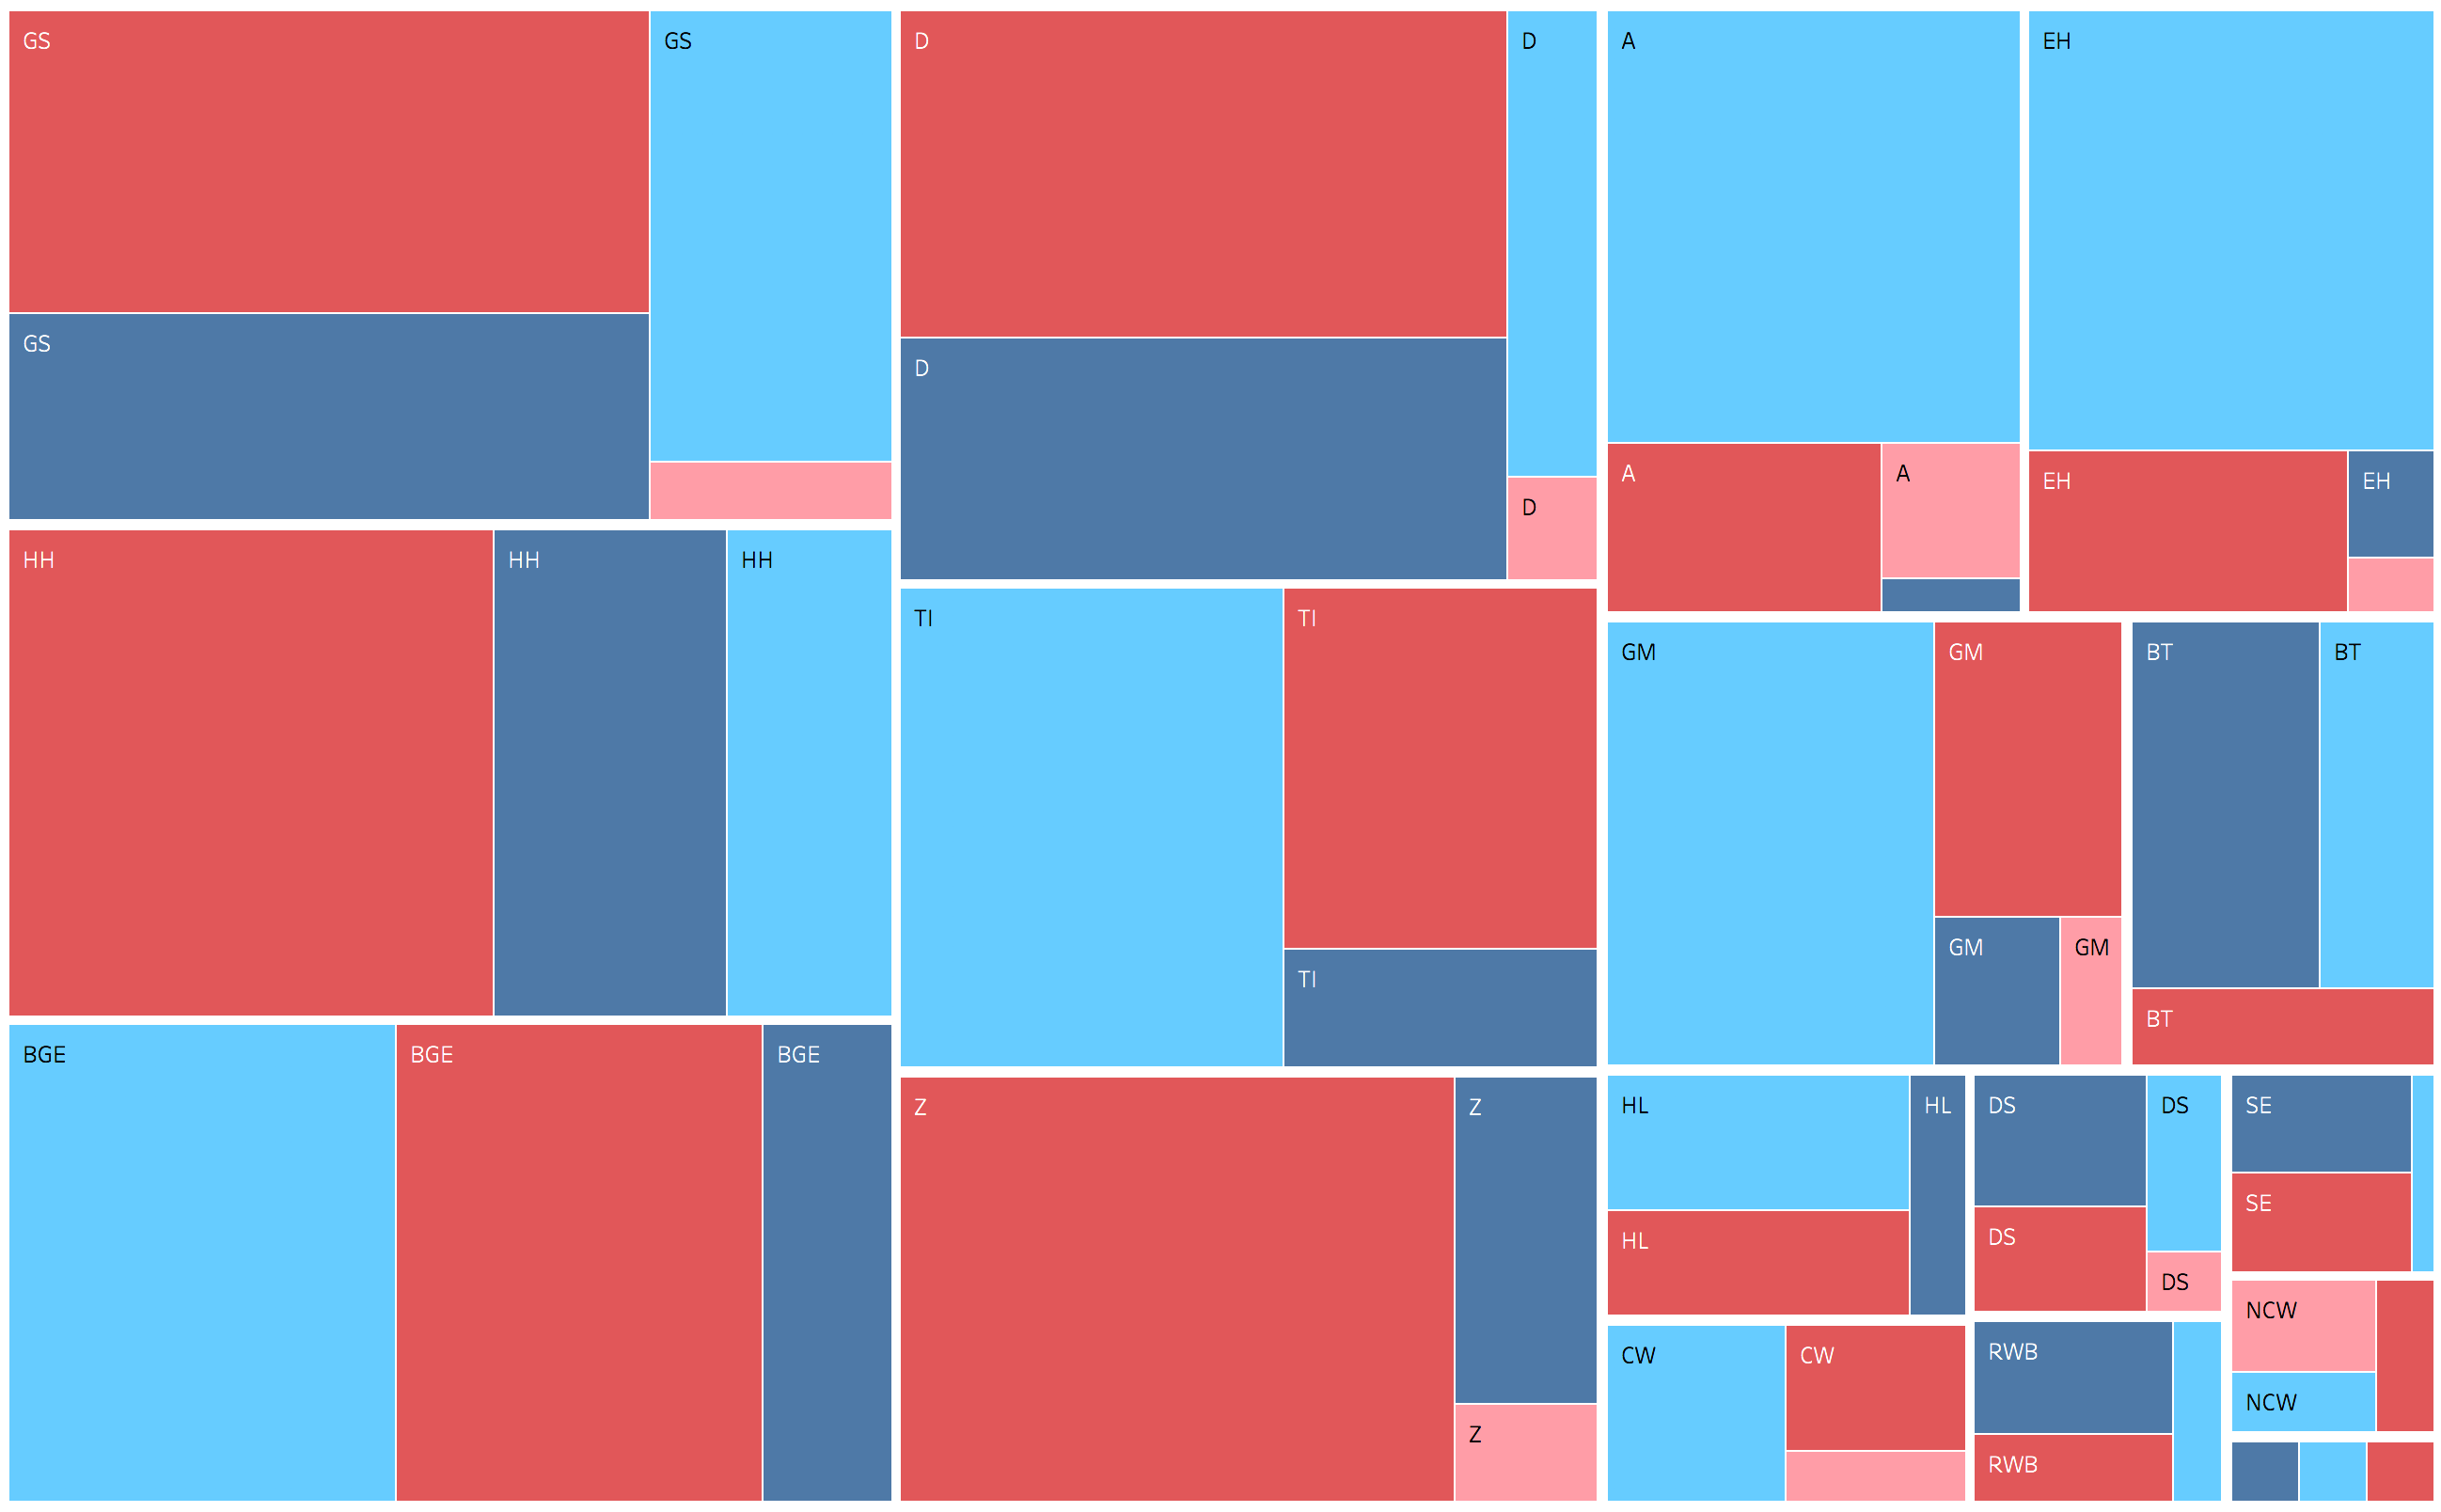 GS
GS
GS
HH
HH
HH
BGE
BGE
BGE
D
D
D
D
TI
TI
TI
Z
Z
Z
A
A
A
EH
EH
EH
GM
GM
GM
GM
BT
BT
BT
HL
HL
HL
CW
CW
DS
DS
DS
DS
RWB
RWB
SE
SE
NCW
NCW